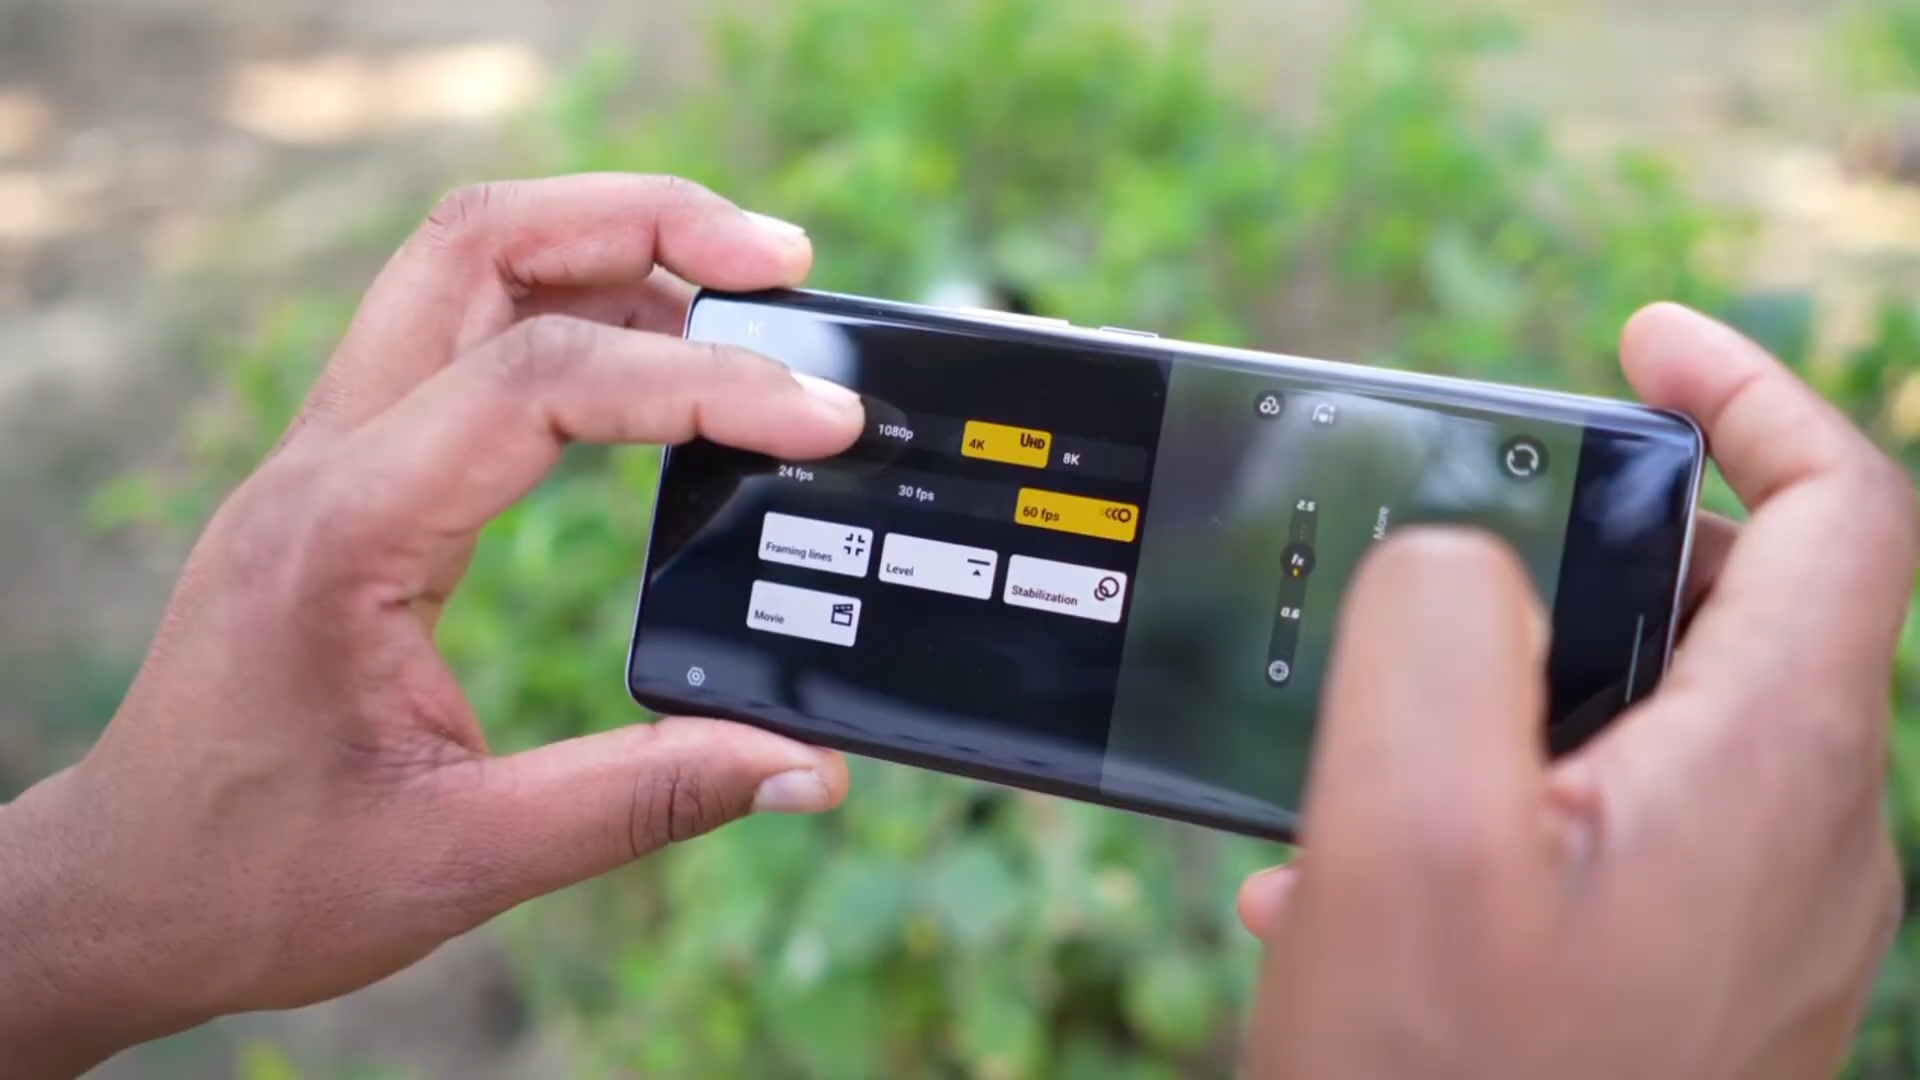 1080p
4K UHD
8K
24 fps
30 fps
60 fps
Framing lines
Level
Stabilization
Movie
2.5
1x
0.6
More